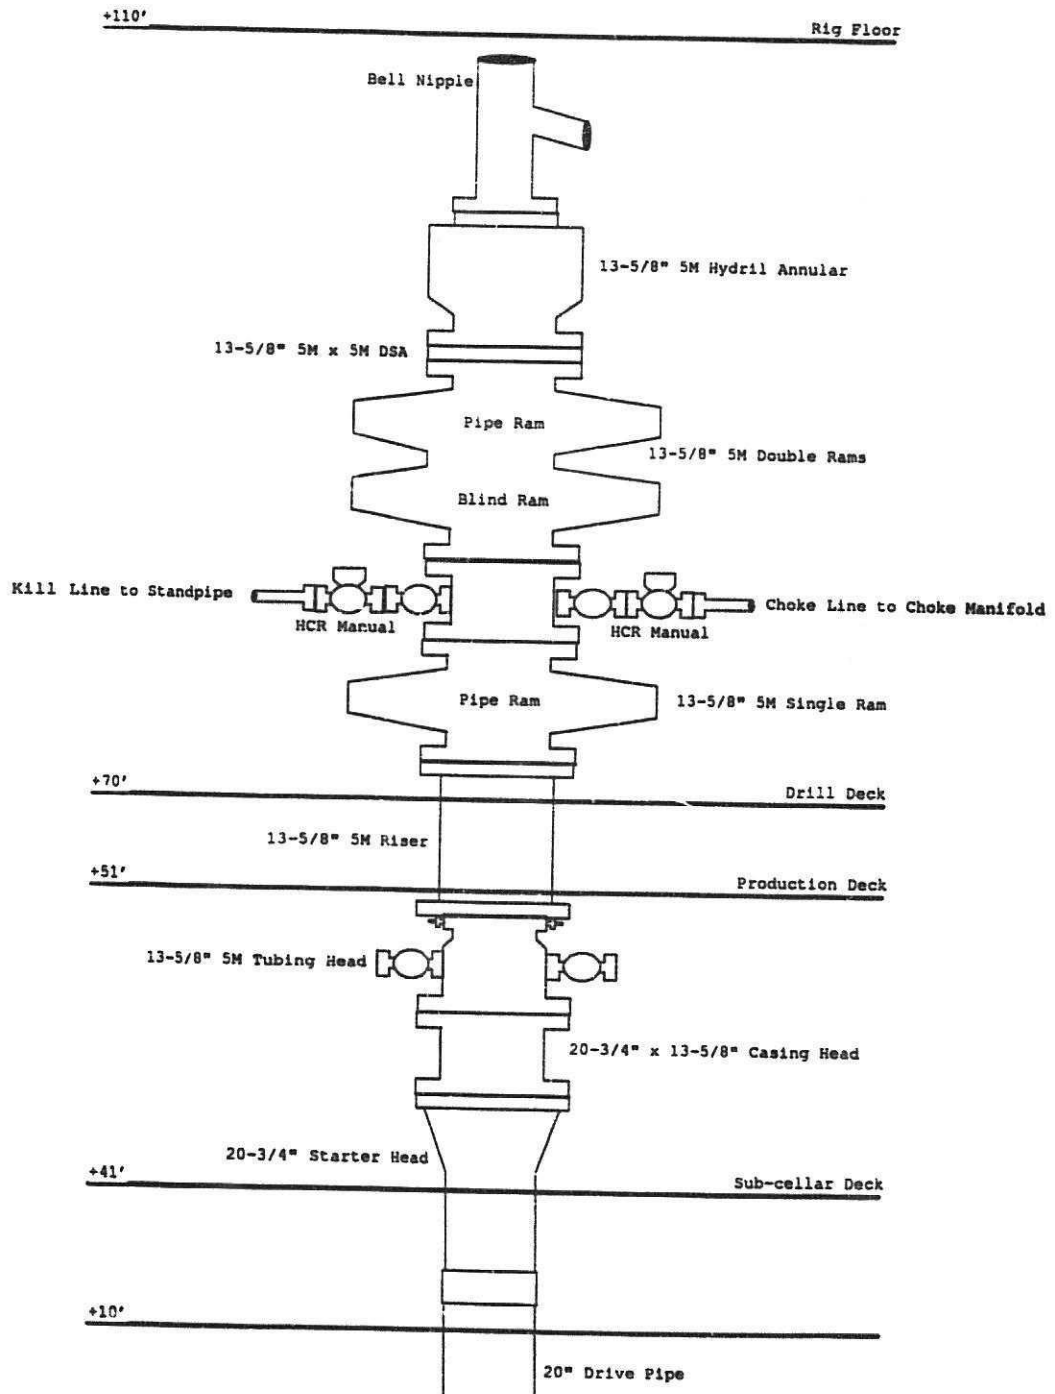 +110'
Rig Floor
Bell Nipple
13-5/8" 5M Hydril Annular
13-5/8" 5M x 5M DSA
Pipe Ram
13-5/8" 5M Double Rams
Blind Ram
Kill Line to Standpipe
Choke Line to Choke Manifold
HCR Manual
HCR Manual
Pipe Ram
13-5/8" 5M Single Ram
+70'
Drill Deck
13-5/8" 5M Riser
+51'
Production Deck
13-5/8" 5M Tubing Head
20-3/4" x 13-5/8" Casing Head
20-3/4" Starter Head
+41'
Sub-cellar Deck
+10'
20" Drive Pipe